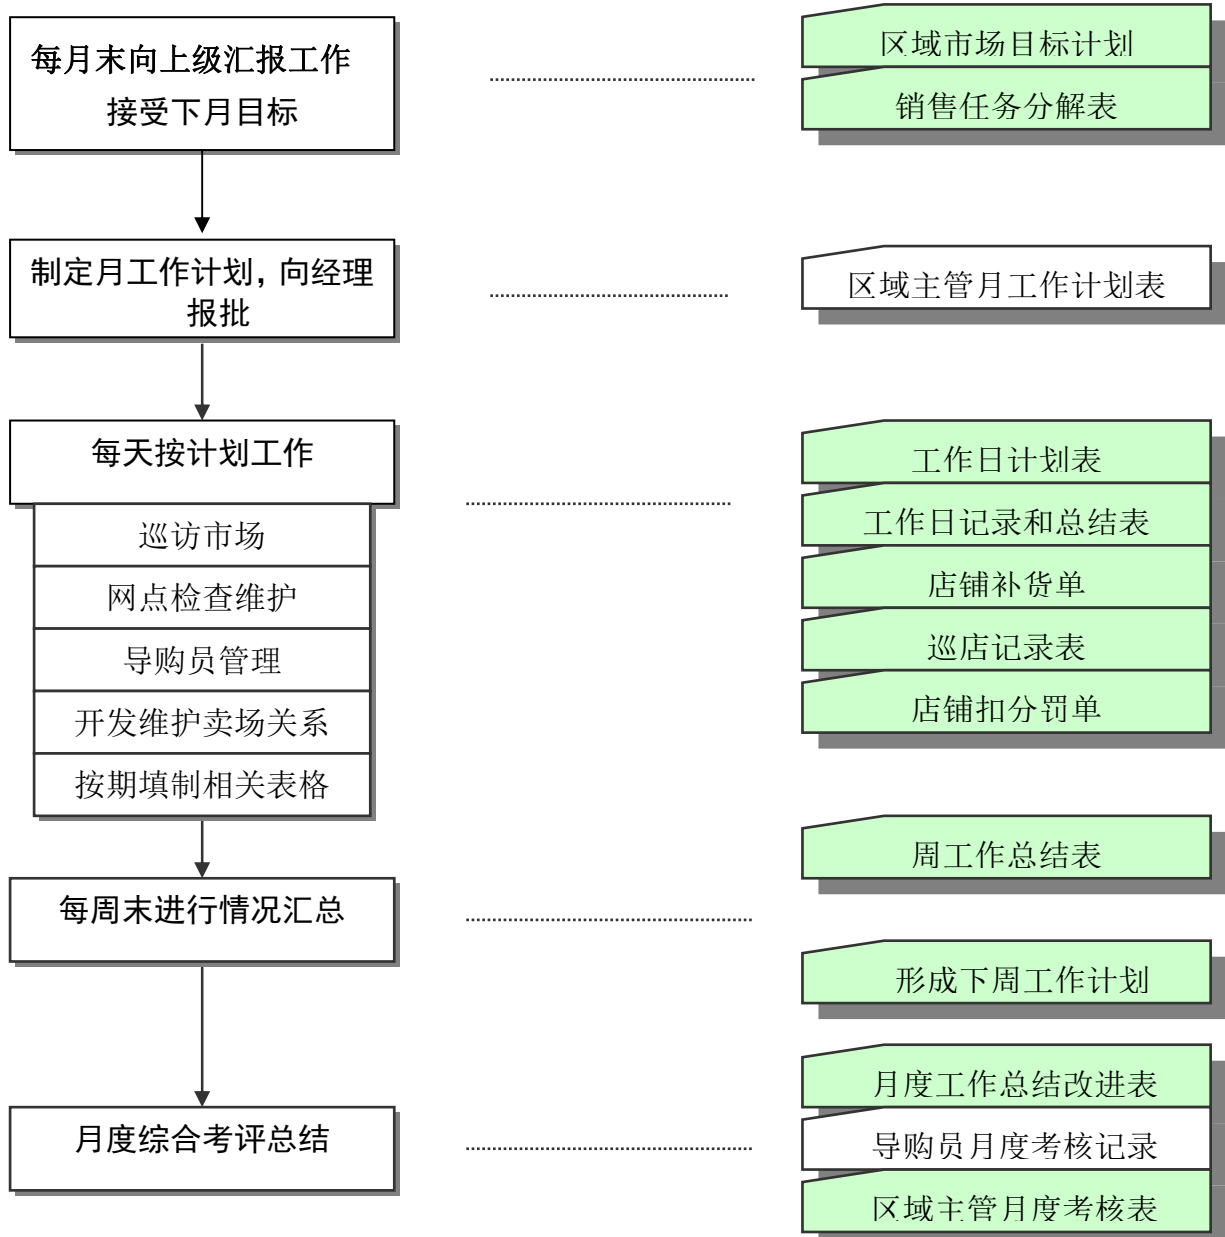 每月末向上级汇报工作
接受下月目标
区域市场目标计划
销售任务分解表
制定月工作计划，向经理
报批
区域主管月工作计划表
每天按计划工作
巡访市场
网点检查维护
导购员管理
开发维护卖场关系
按期填制相关表格
工作日计划表
工作日记录和总结表
店铺补货单
巡店记录表
店铺扣分罚单
每周末进行情况汇总
周工作总结表
形成下周工作计划
月度综合考评总结
月度工作总结改进表
导购员月度考核记录
区域主管月度考核表